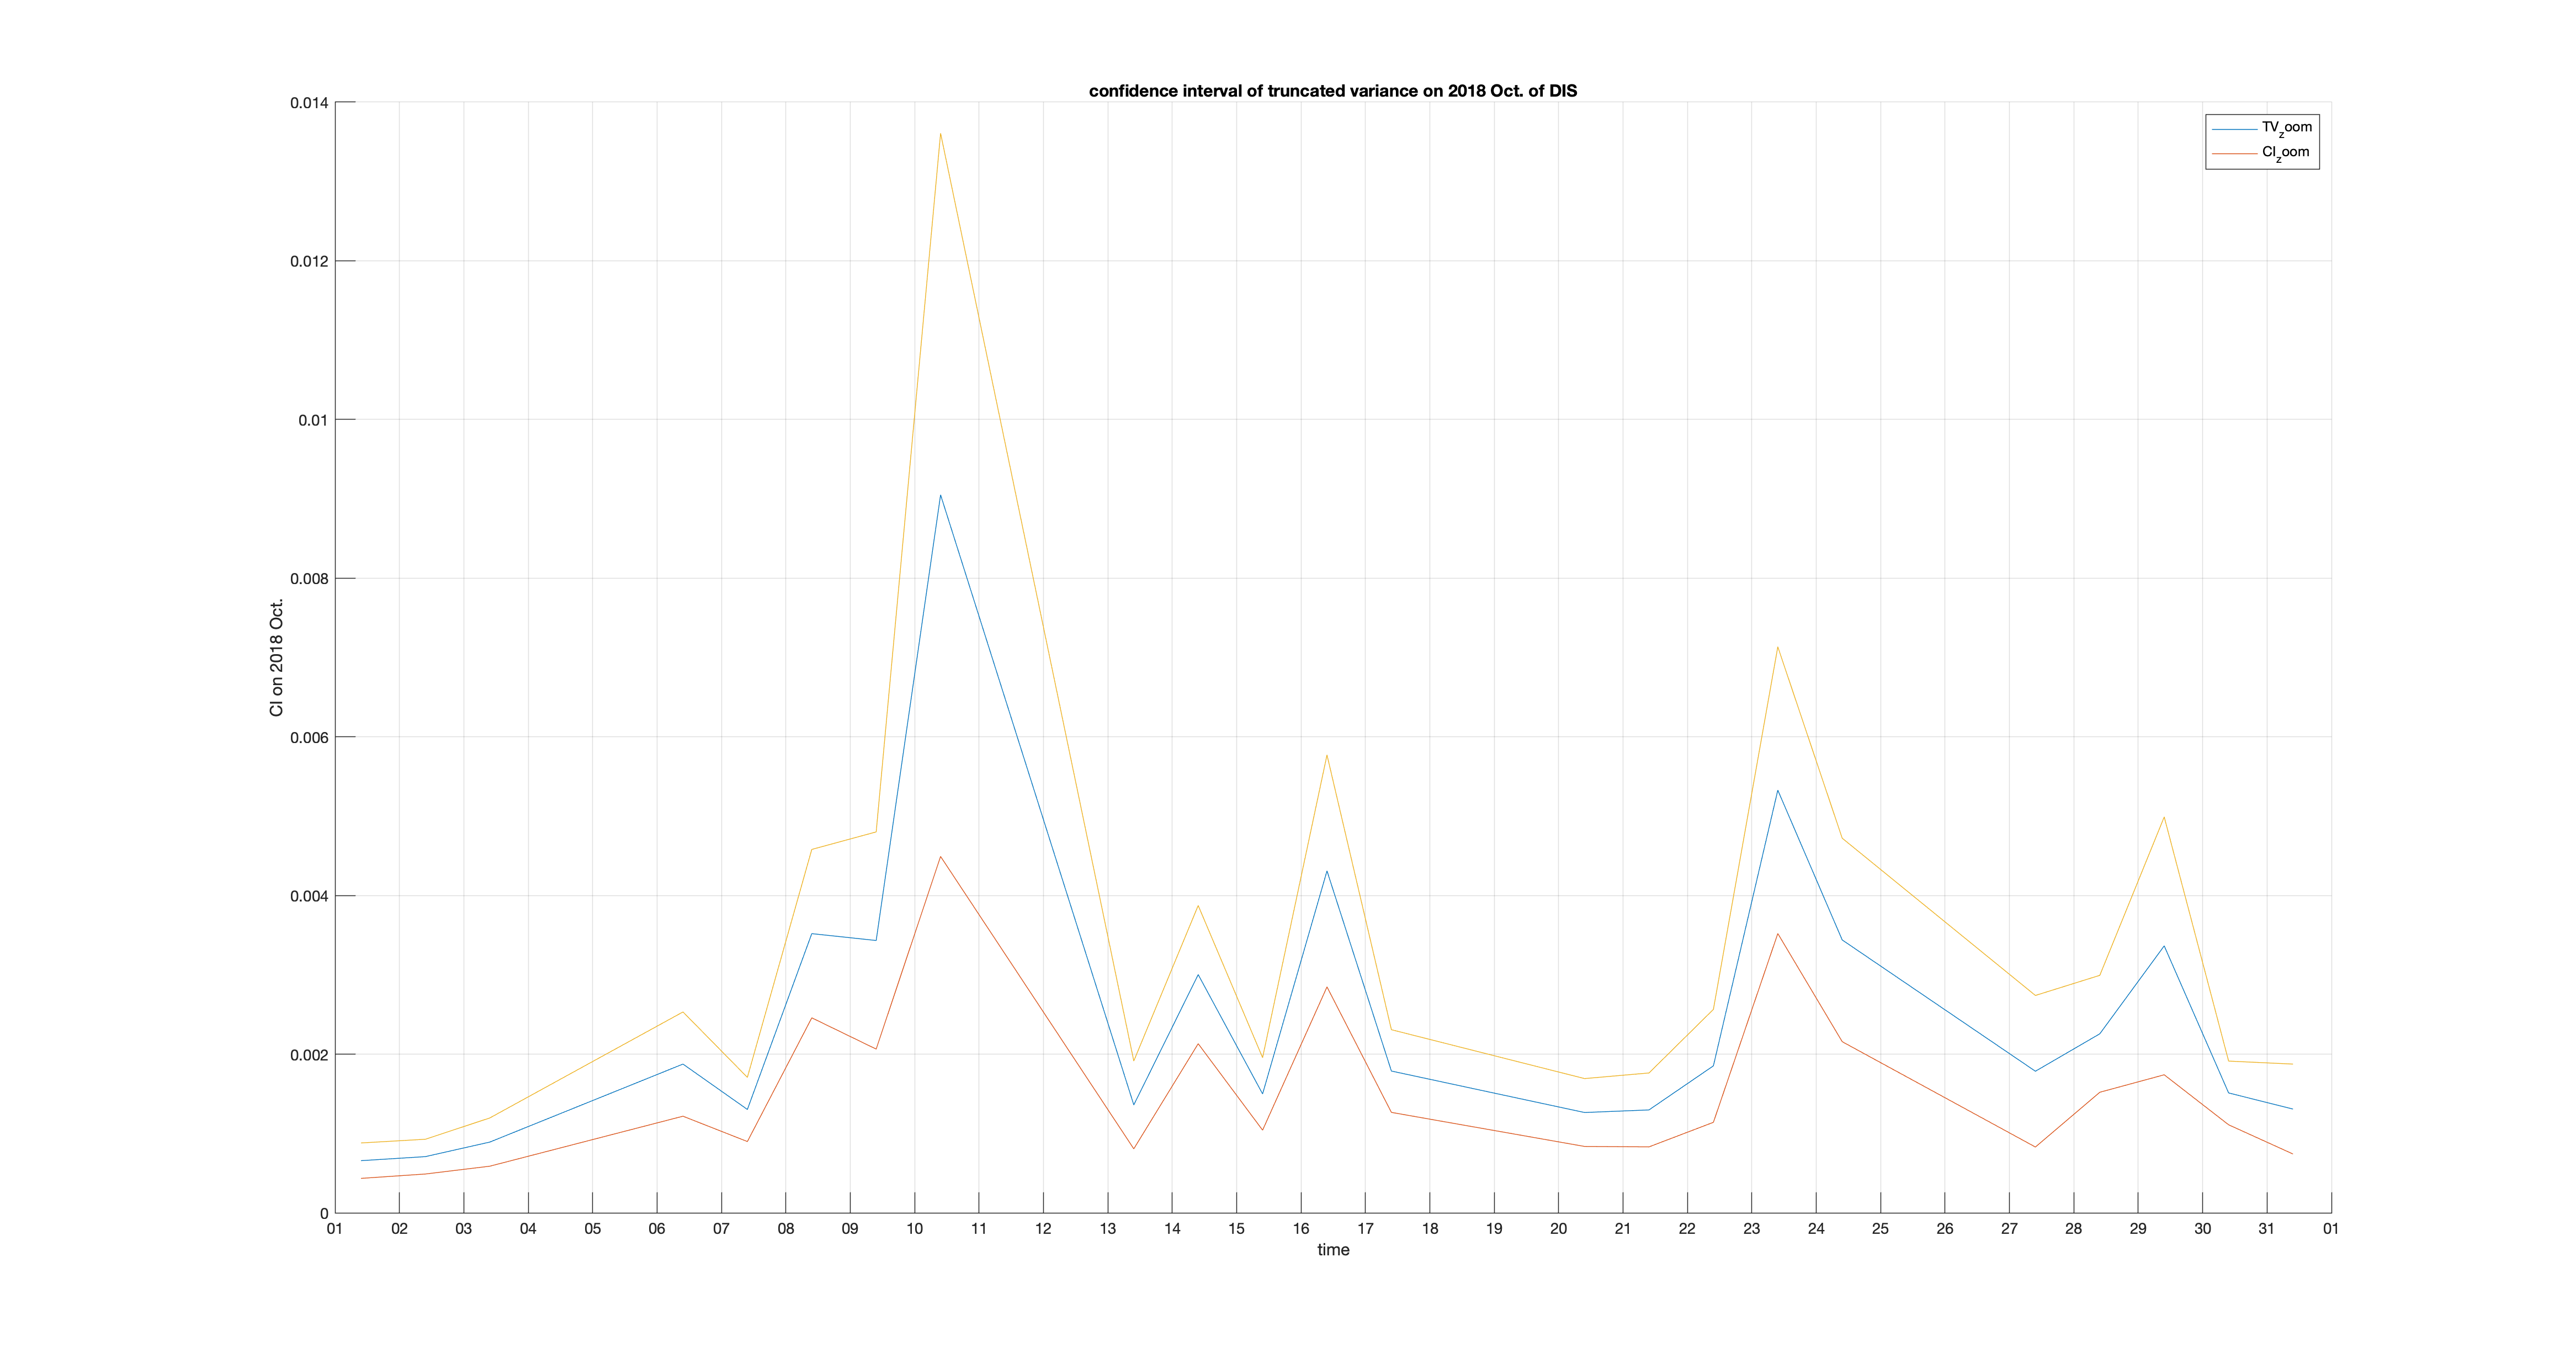 confidence interval of truncated variance on 2018 Oct. of DIS
TVzoom
CIzoom
CI on 2018 Oct.
0.014
0.012
0.01
0.008
0.006
0.004
0.002
0
01 02 03 04 05 06 07 08 09 10 11 12 13 14 15 16 17 18 19 20 21 22 23 24 25 26 27 28 29 30 31 01
time